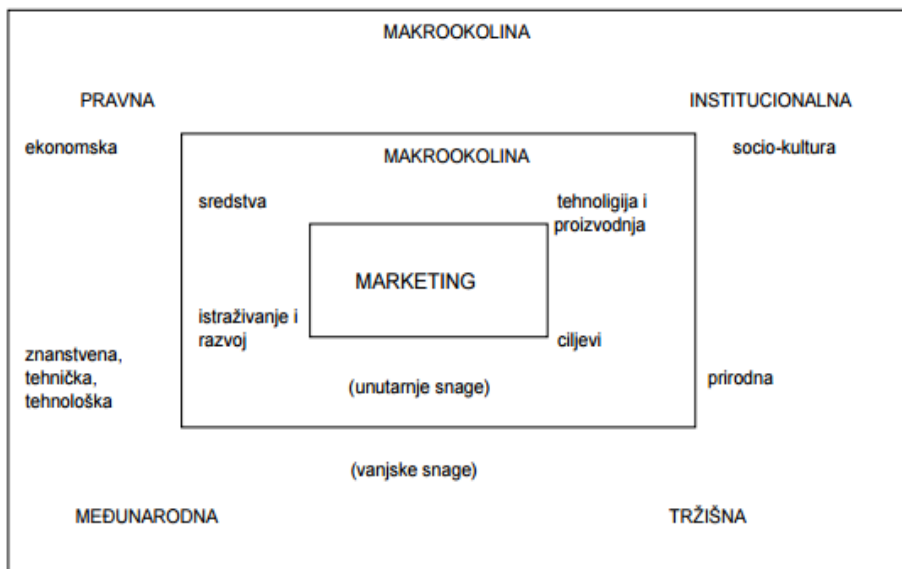 MAKROOKOLINA
PRAVNA
INSTITUCIONALNA
ekonomska
socio-kultura
MAKROOKOLINA
sredstva
tehnoligija i
proizvodnja
MARKETING
istraživanje i
razvoj
ciljevi
znanstvena,
tehnička,
tehnološka
(unutarnje snage)
prirodna
(vanjske snage)
MEĐUNARODNA
TRŽIŠNA